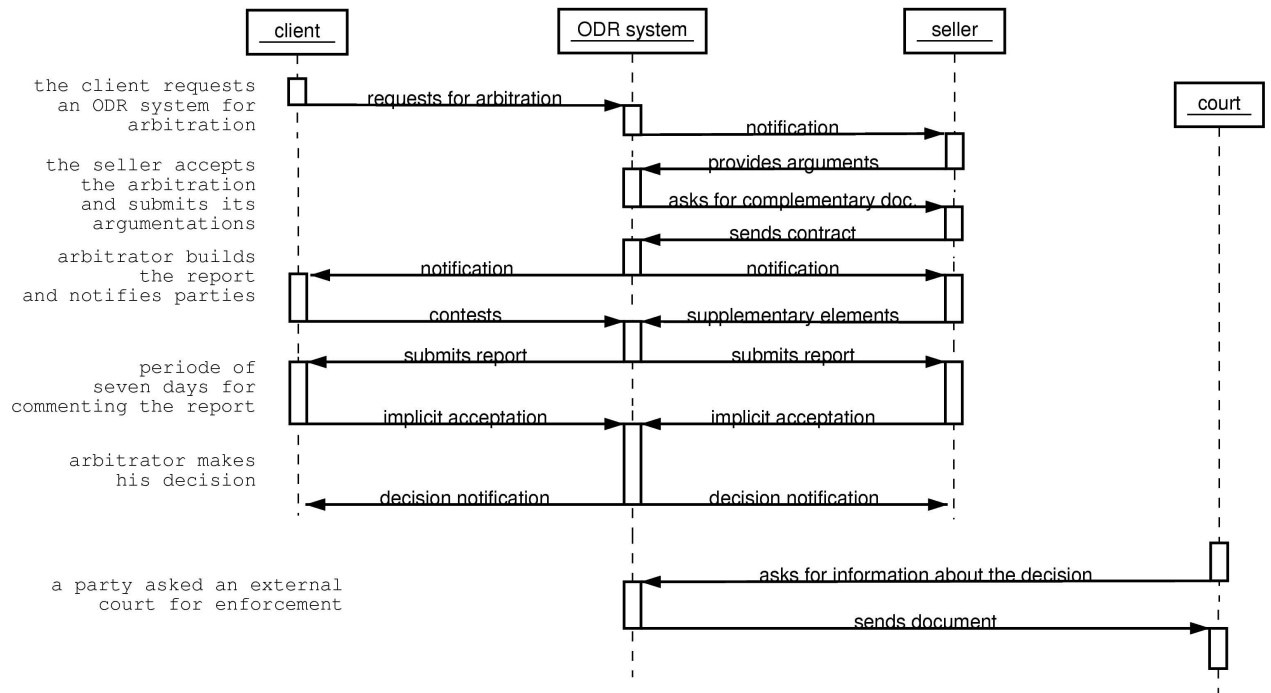 client
ODR system
seller
court
the client requests
an ODR system for
arbitration
requests for arbitration
notification
the seller accepts
the arbitration
and submits its
argumentations
provides arguments
asks for complementary doc.
sends contract
arbitrator builds
the report
and notifies parties
notification
notification
contests
supplementary elements
submits report
submits report
periode of
seven days for
commenting the report
implicit acceptation
implicit acceptation
arbitrator makes
his decision
decision notification
decision notification
a party asked an external
court for enforcement
asks for information about the decision
sends document